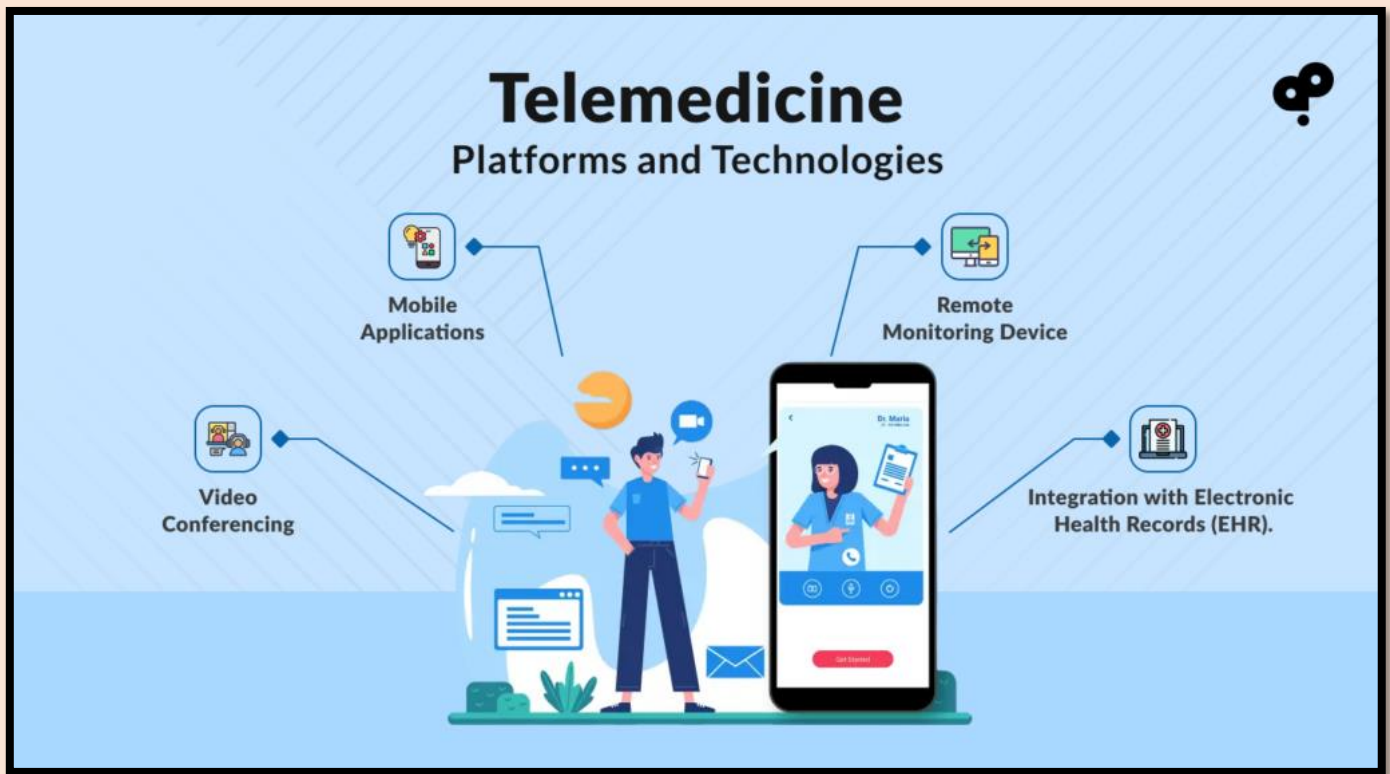 Telemedicine
Platforms and Technologies
Mobile
Applications
Remote
Monitoring Device
Video
Conferencing
Integration with Electronic
Health Records (EHR).
Dr. Maria
Get Started